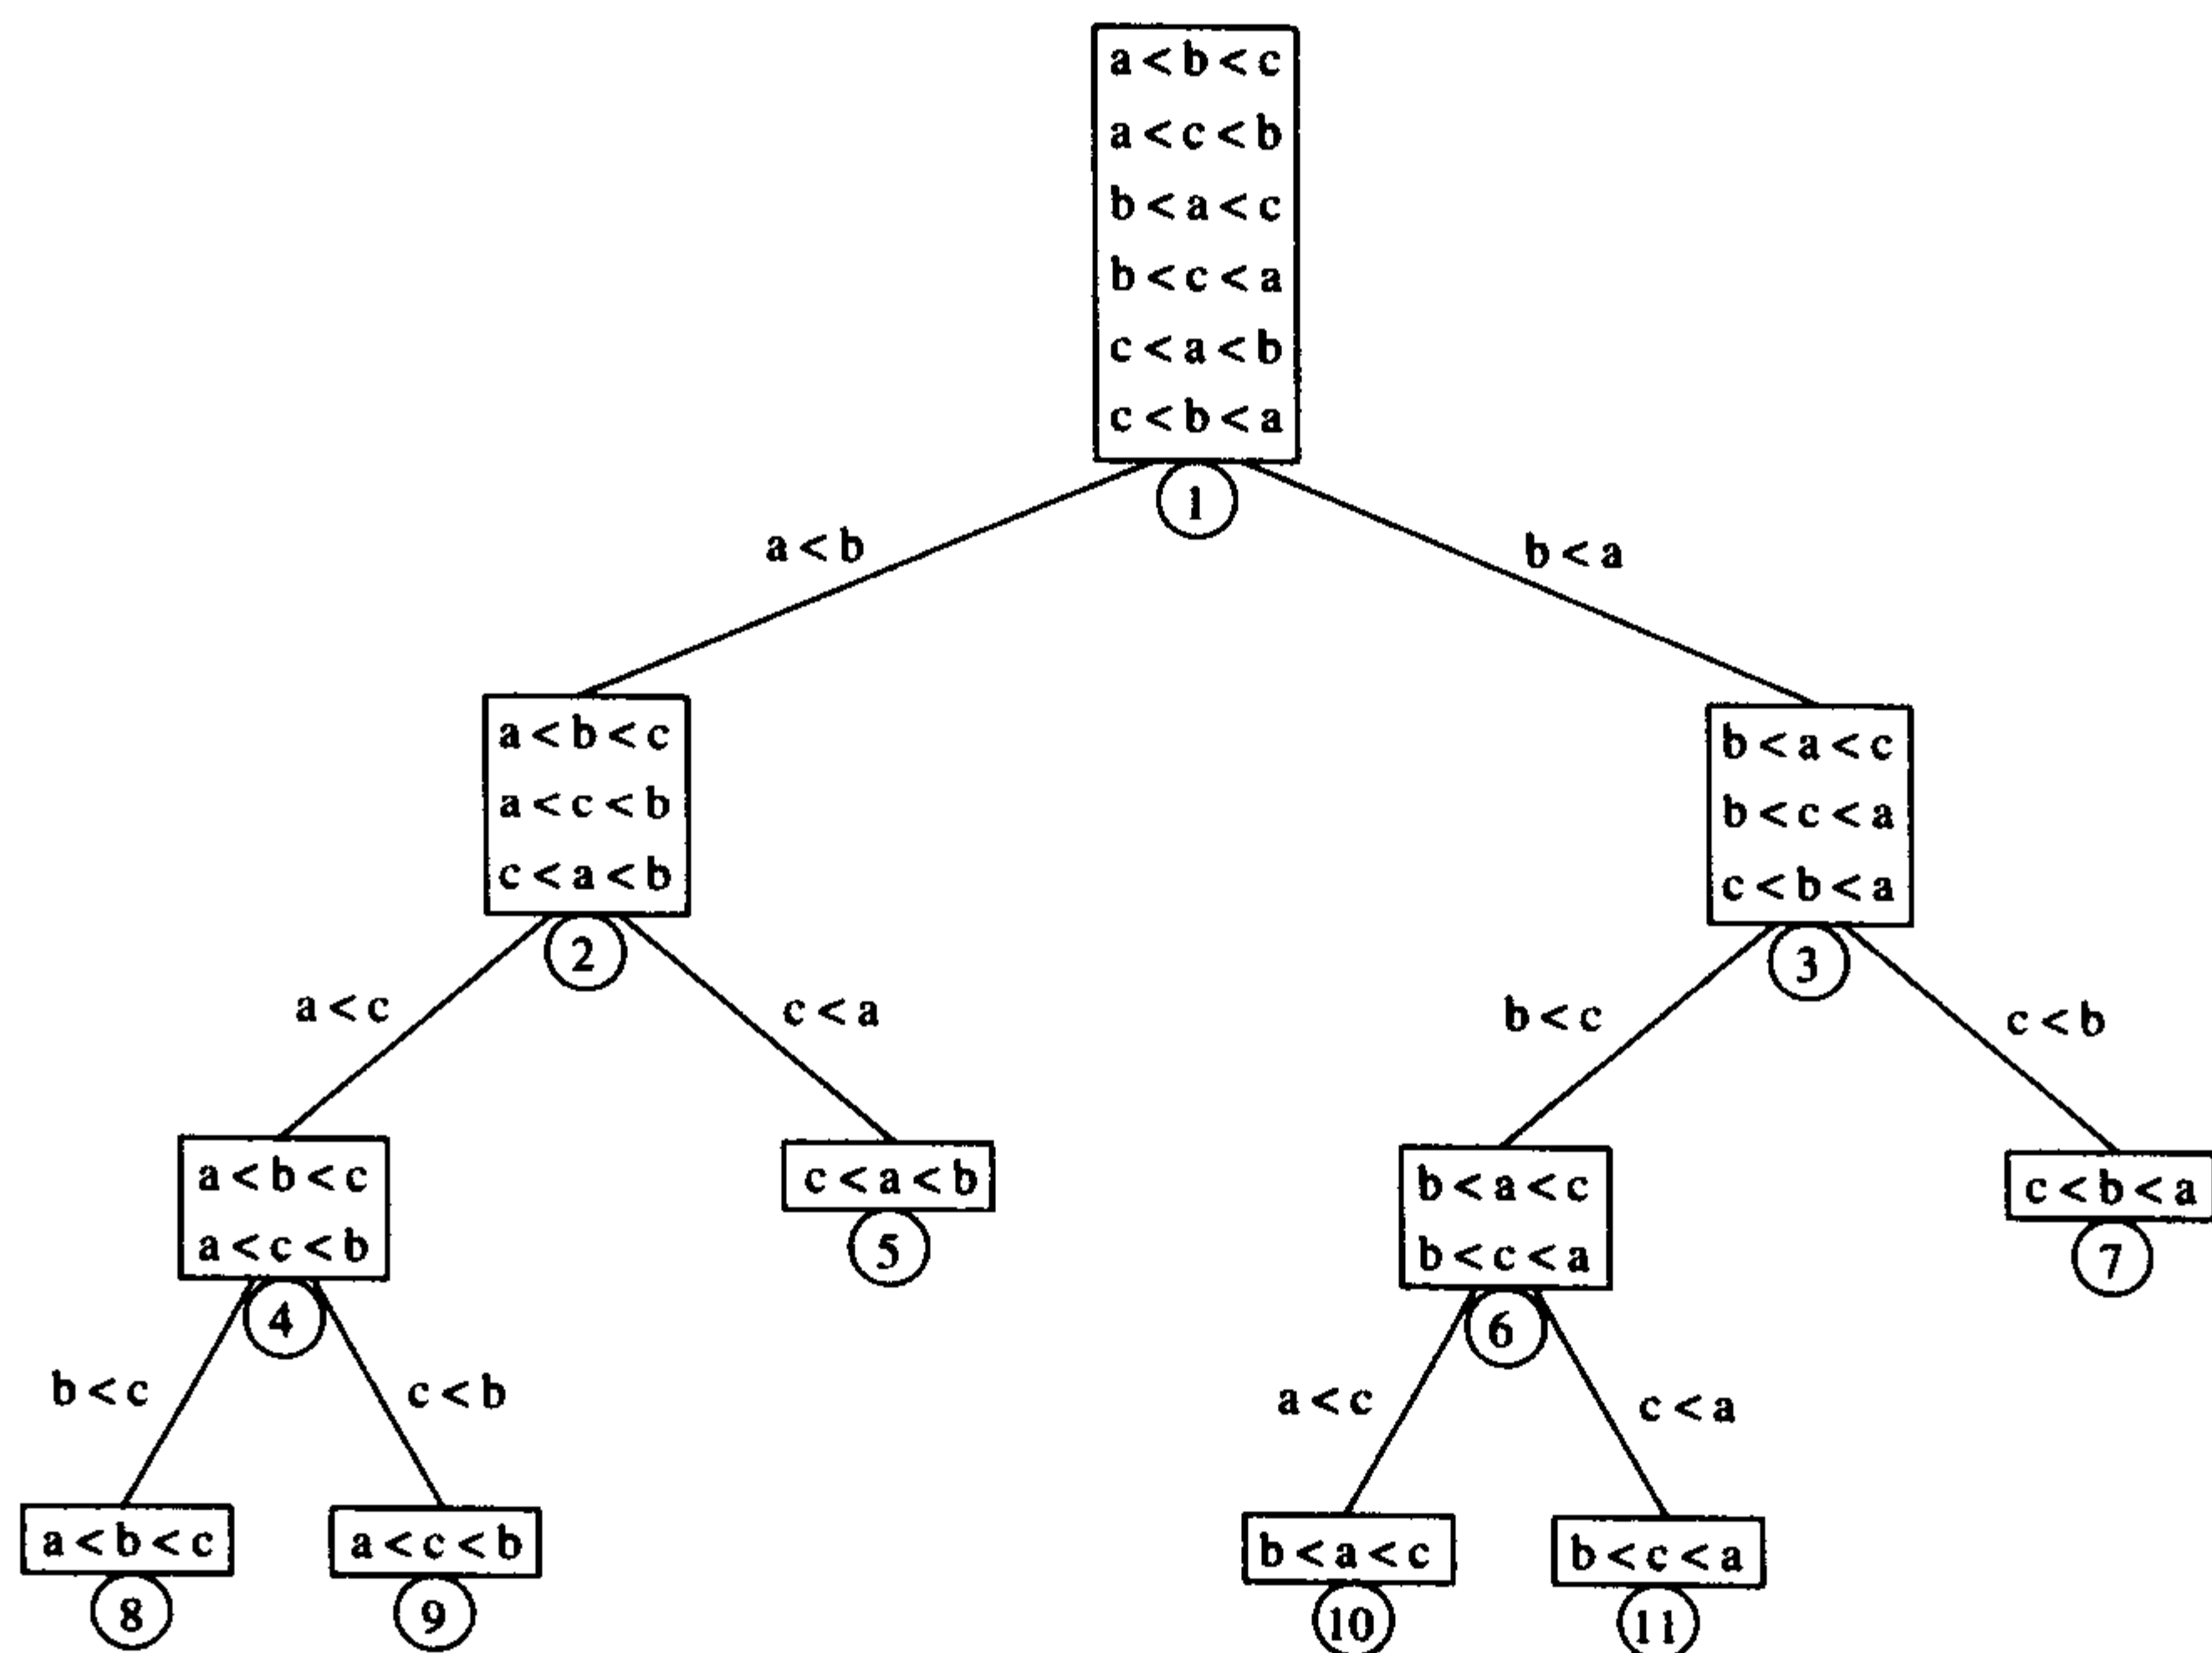 a < b < c
a < c < b
b < a < c
b < c < a
c < a < b
c < b < a
1
a < b
b < a
a < b < c
a < c < b
c < a < b
2
b < a < c
b < c < a
c < b < a
3
a < c
c < a
b < c
c < b
a < b < c
a < c < b
4
c < a < b
5
b < a < c
b < c < a
6
c < b < a
7
b < c
c < b
a < c
c < a
a < b < c
8
a < c < b
9
b < a < c
10
b < c < a
11